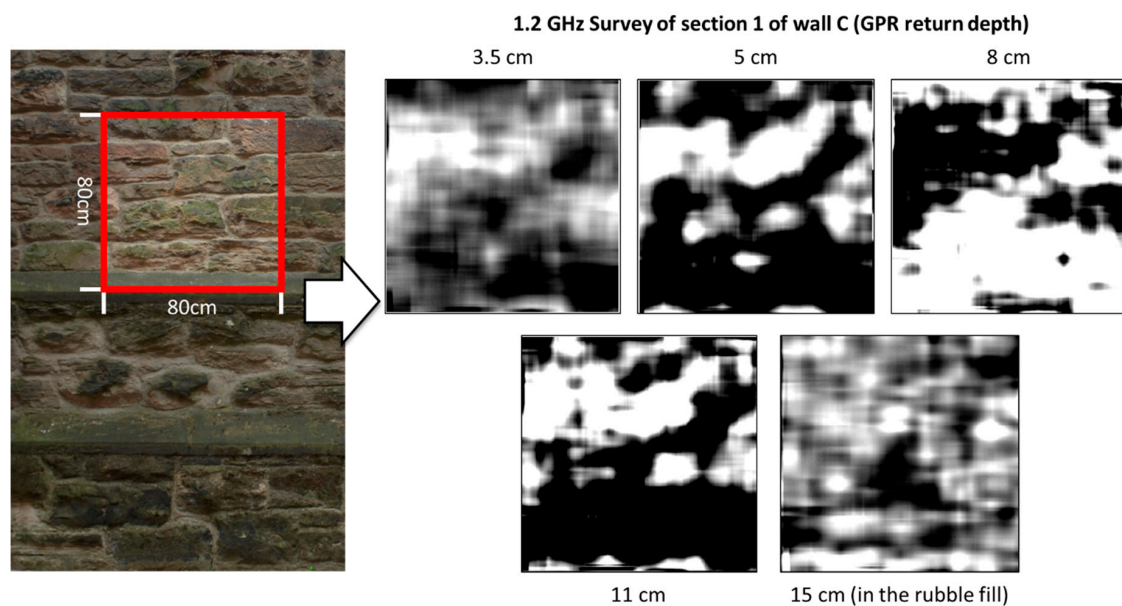 1.2 GHz Survey of section 1 of wall C (GPR return depth)
3.5 cm
5 cm
8 cm
80cm
80cm
11 cm
15 cm (in the rubble fill)